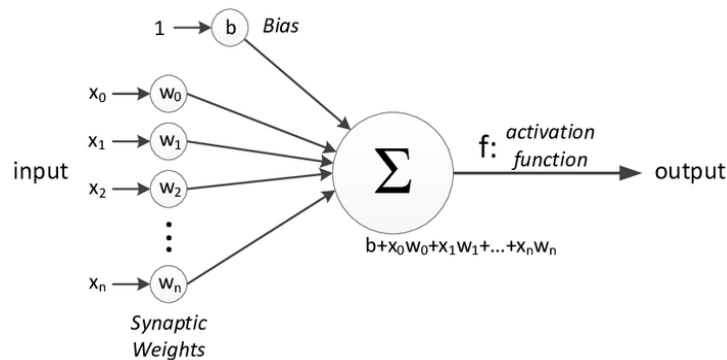 1 b Bias
x₀ w₀
x₁ w₁
input
x₂ w₂
⋮
xₙ wₙ
Synaptic
Weights
Σ
b+x₀w₀+x₁w₁+...+xₙwₙ
f: activation
function
output